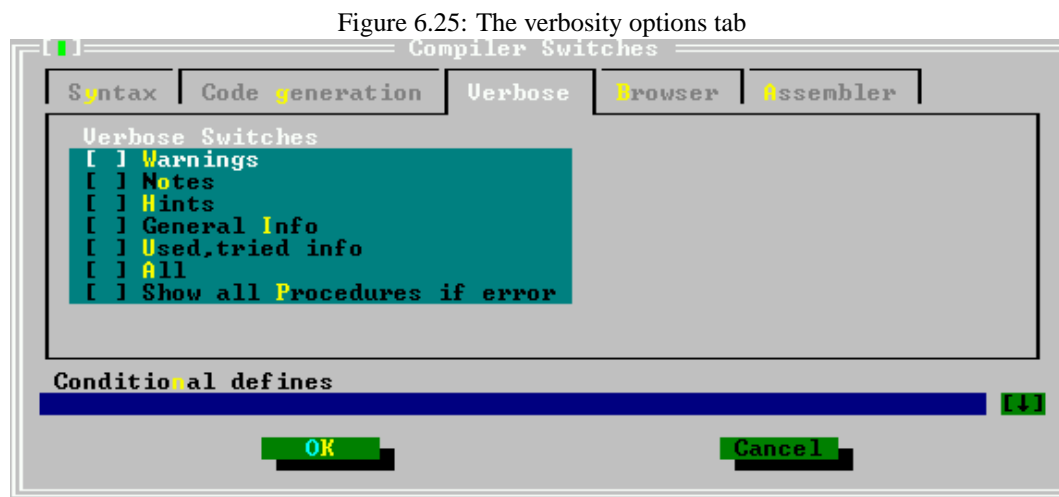 Figure 6.25: The verbosity options tab
[▮] Compiler Switches
Syntax Code generation Verbose Browser Assembler
Verbose Switches
[ ] Warnings
[ ] Notes
[ ] Hints
[ ] General Info
[ ] Used,tried info
[ ] All
[ ] Show all Procedures if error
Conditional defines
[↓]
OK Cancel